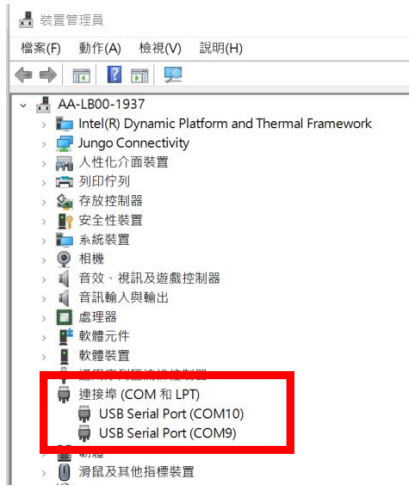 裝置管理員
檔案(F) 動作(A) 檢視(V) 說明(H)
AA-LB00-1937
Intel(R) Dynamic Platform and Thermal Framework
Jungo Connectivity
人性化介面裝置
列印佇列
存放控制器
安全性裝置
系統裝置
相機
音效、視訊及遊戲控制器
音訊輸入與輸出
處理器
軟體元件
軟體裝置
連接埠 (COM 和 LPT)
USB Serial Port (COM10)
USB Serial Port (COM9)
滑鼠及其他指標裝置